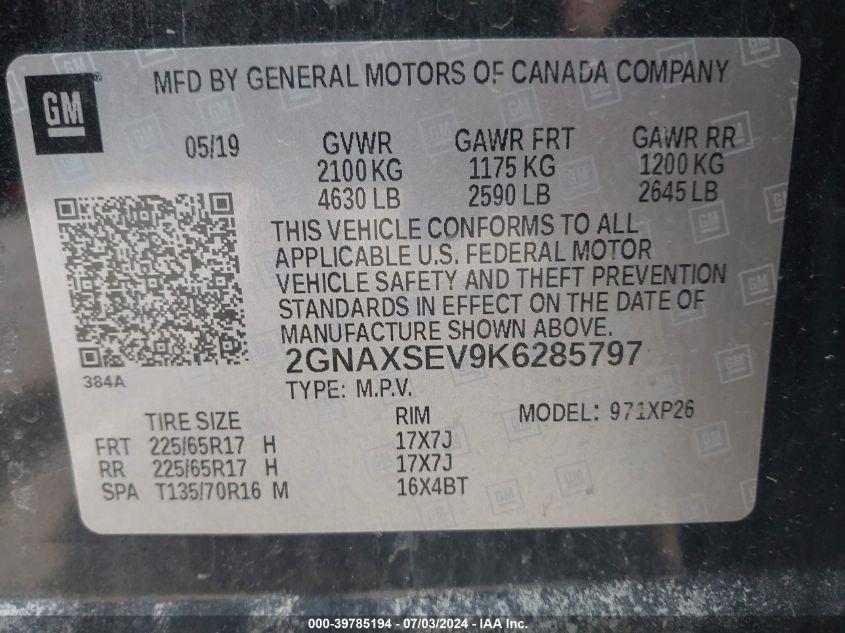 MFD BY GENERAL MOTORS OF CANADA COMPANY
GM
05/19 GVWR GAWR FRT GAWR RR
2100 KG 1175 KG 1200 KG
4630 LB 2590 LB 2645 LB
THIS VEHICLE CONFORMS TO ALL
APPLICABLE U.S. FEDERAL MOTOR
VEHICLE SAFETY AND THEFT PREVENTION
STANDARDS IN EFFECT ON THE DATE OF
MANUFACTURE SHOWN ABOVE.
2GNAXSEV9K6285797
384A
TYPE: M.P.V.
TIRE SIZE RIM MODEL: 971XP26
FRT 225/65R17 H 17X7J
RR 225/65R17 H 17X7J
SPA T135/70R16 M 16X4BT
000-39785194 - 07/03/2024 - IAA Inc.